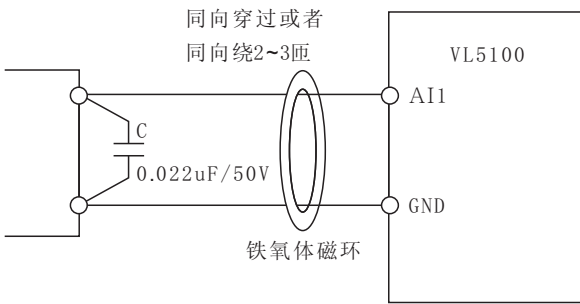 同向穿过或者
同向绕2~3匝
VL5100
AI1
C
0.022uF/50V
GND
铁氧体磁环